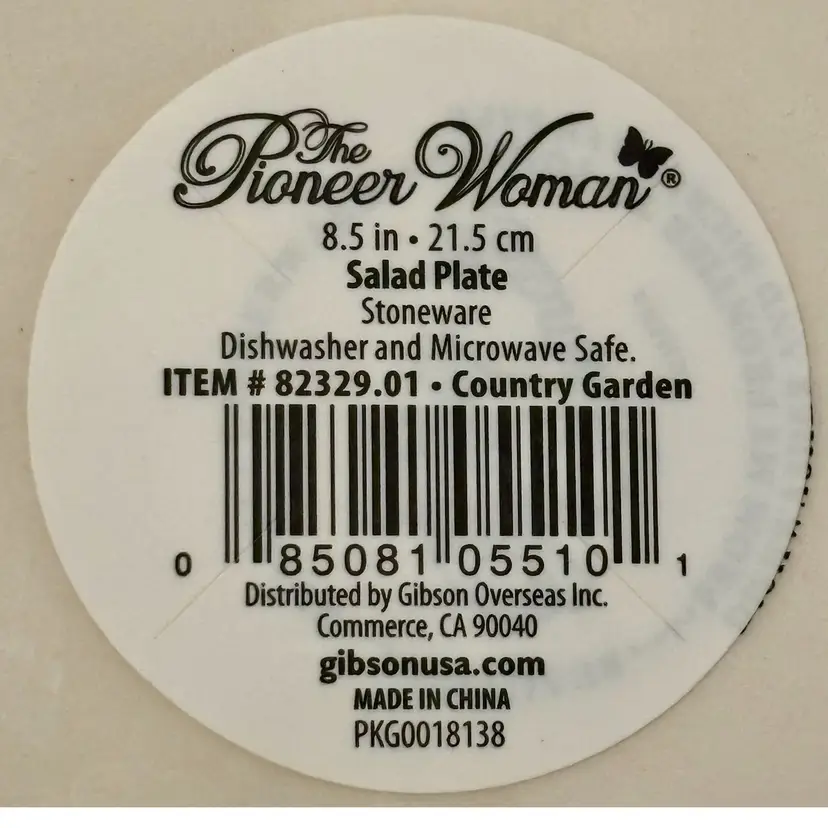 The Pioneer Woman®
8.5 in • 21.5 cm
Salad Plate
Stoneware
Dishwasher and Microwave Safe.
ITEM # 82329.01 • Country Garden
0 85081 05510 1
Distributed by Gibson Overseas Inc.
Commerce, CA 90040
gibsonusa.com
MADE IN CHINA
PKG0018138